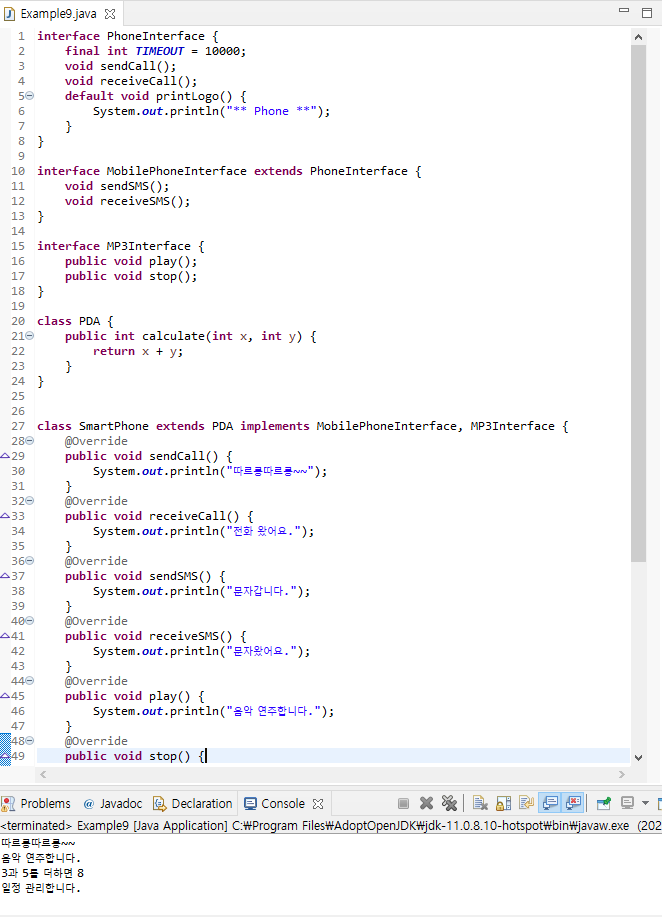 Example9.java
1 interface PhoneInterface {
2 final int TIMEOUT = 10000;
3 void sendCall();
4 void receiveCall();
5 default void printLogo() {
6 System.out.println("** Phone **");
7 }
8 }
9
10 interface MobilePhoneInterface extends PhoneInterface {
11 void sendSMS();
12 void receiveSMS();
13 }
14
15 interface MP3Interface {
16 public void play();
17 public void stop();
18 }
19
20 class PDA {
21 public int calculate(int x, int y) {
22 return x + y;
23 }
24 }
25
26
27 class SmartPhone extends PDA implements MobilePhoneInterface, MP3Interface {
28 @Override
29 public void sendCall() {
30 System.out.println("따르릉따르릉~~");
31 }
32 @Override
33 public void receiveCall() {
34 System.out.println("전화 왔어요.");
35 }
36 @Override
37 public void sendSMS() {
38 System.out.println("문자갑니다.");
39 }
40 @Override
41 public void receiveSMS() {
42 System.out.println("문자왔어요.");
43 }
44 @Override
45 public void play() {
46 System.out.println("음악 연주합니다.");
47 }
48 @Override
49 public void stop() {
Problems @ Javadoc Declaration Console
<terminated> Example9 [Java Application] C:₩Program Files₩AdoptOpenJDK₩jdk-11.0.8.10-hotspot₩bin₩javaw.exe (202
따르릉따르릉~~
음악 연주합니다.
3과 5를 더하면 8
일정 관리합니다.